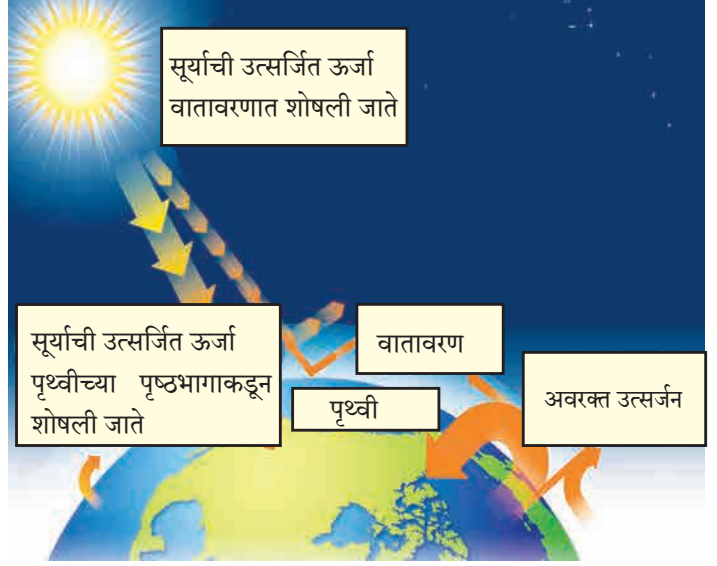 सूर्याची उत्सर्जित ऊर्जा
वातावरणात शोषली जाते
सूर्याची उत्सर्जित ऊर्जा
पृथ्वीच्या पृष्ठभागाकडून
शोषली जाते
वातावरण
पृथ्वी
अवरक्त उत्सर्जन